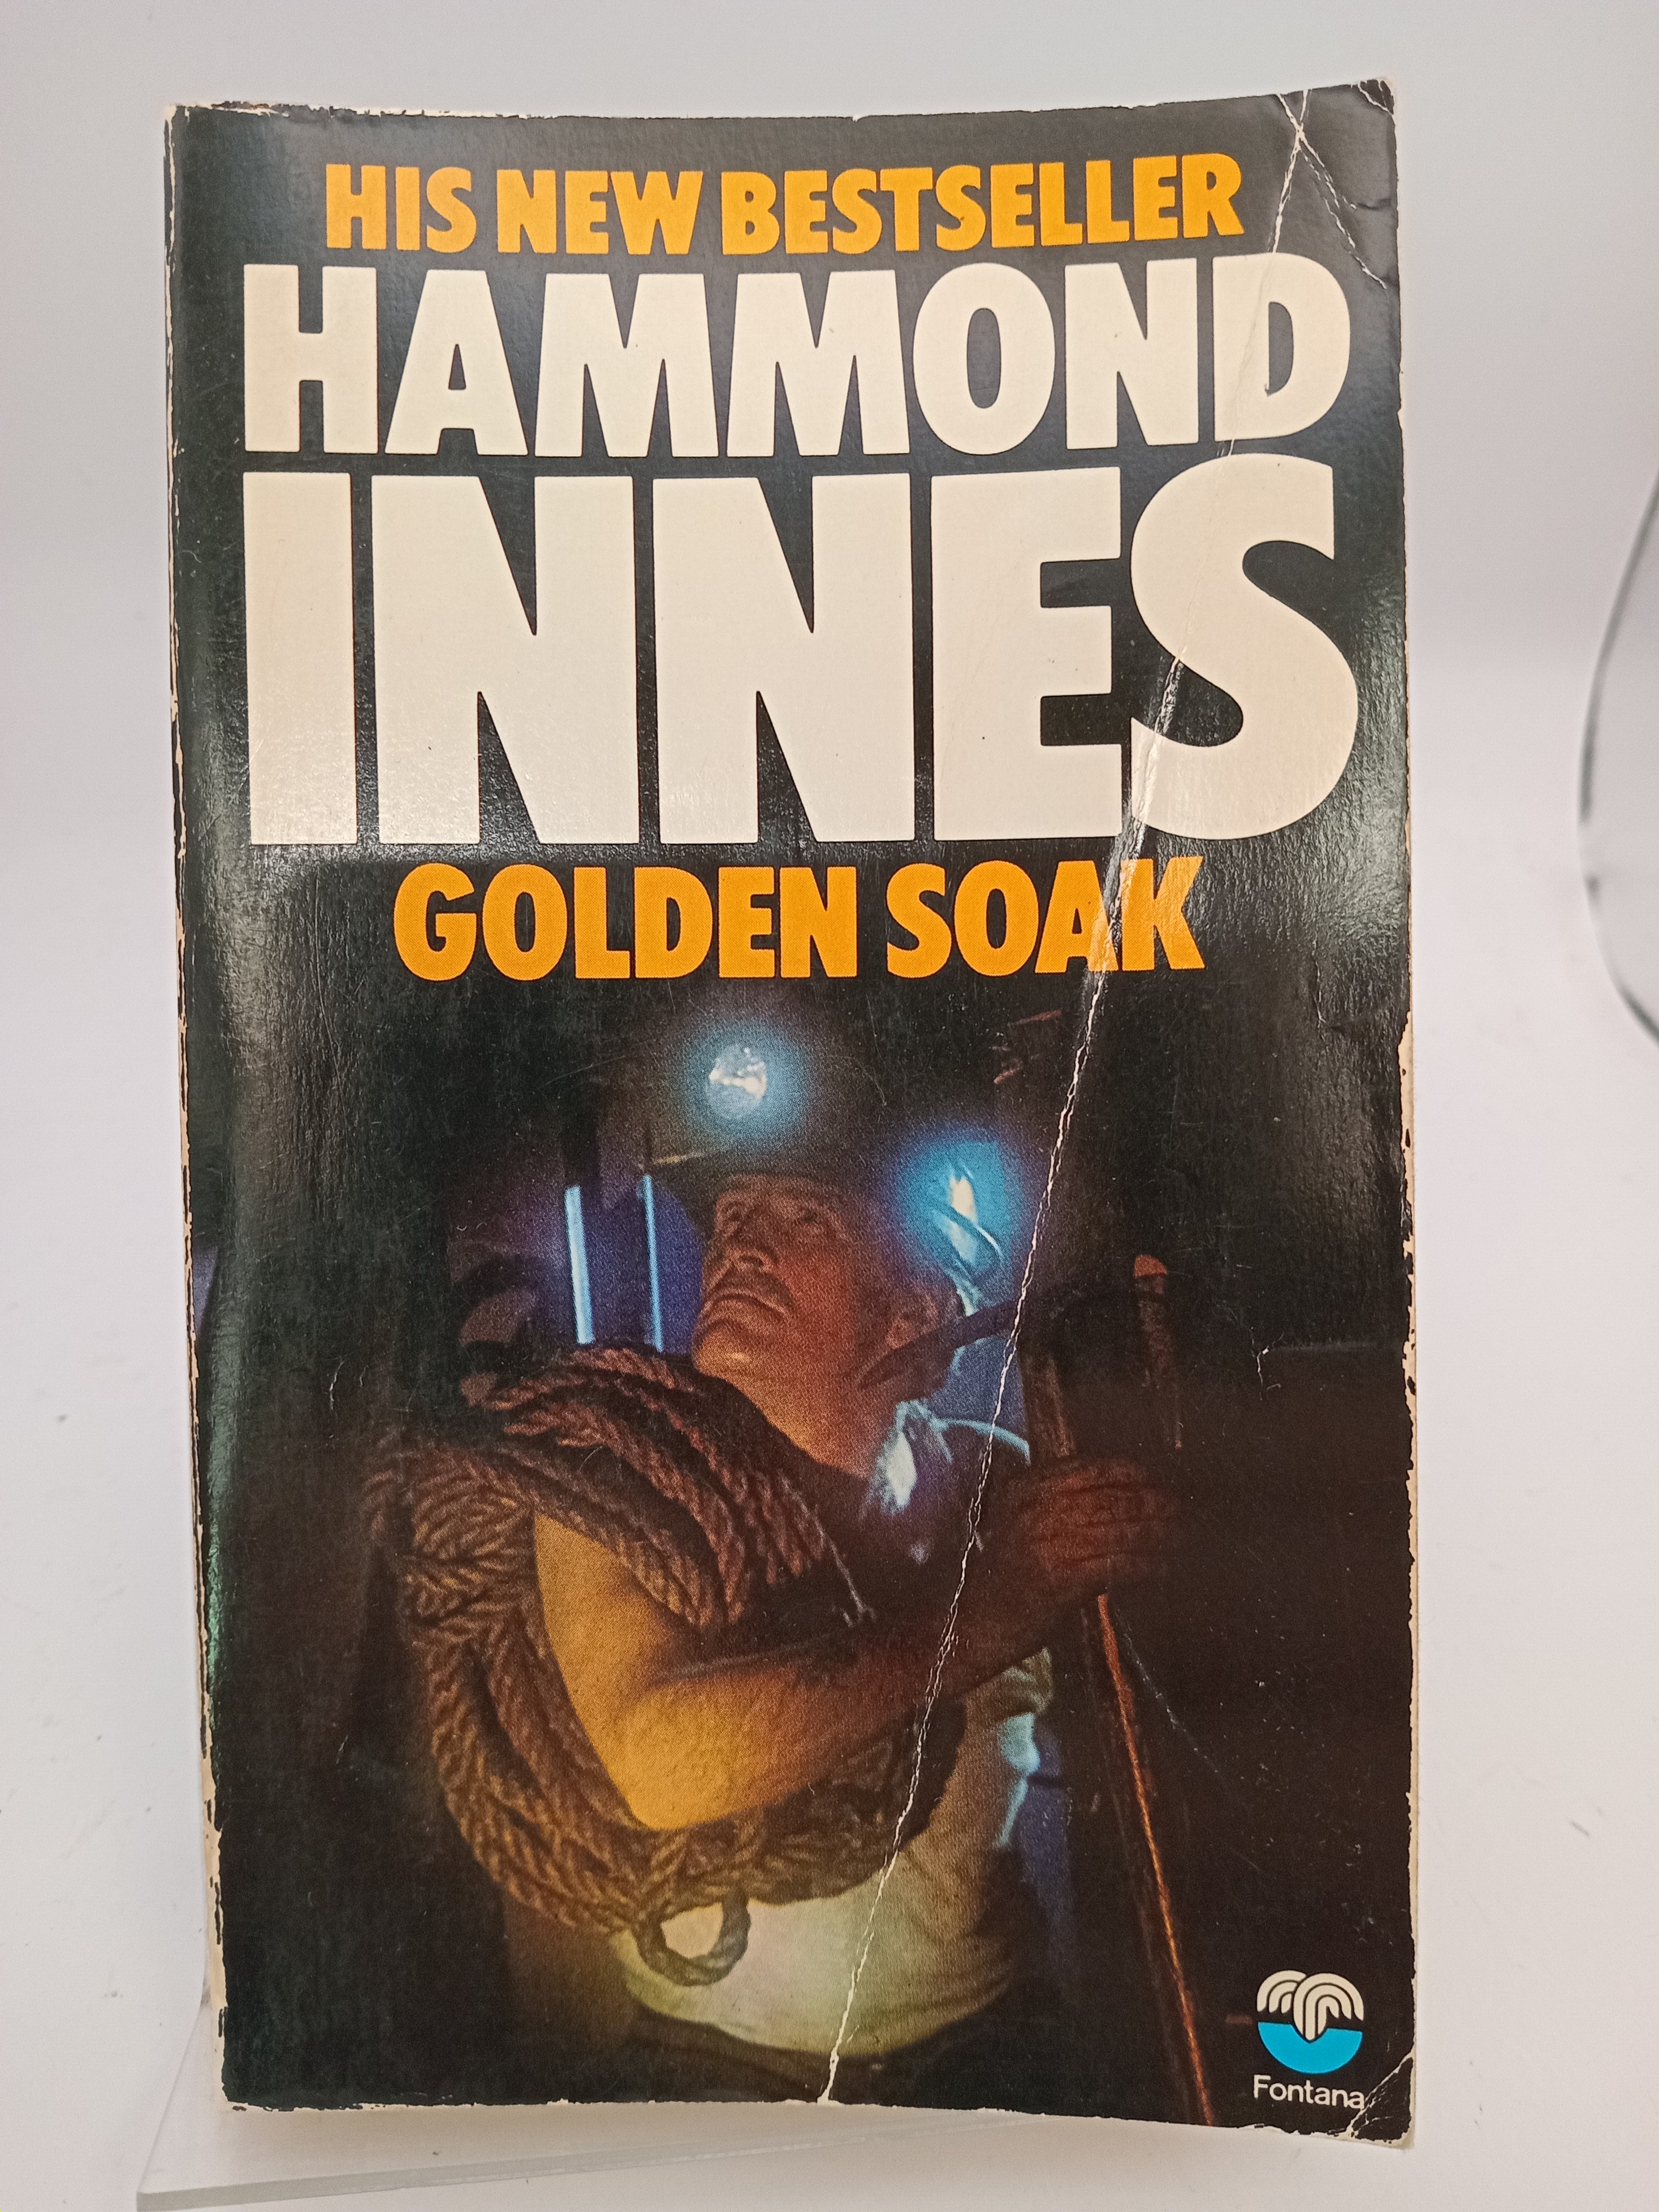 HIS NEW BESTSELLER
HAMMOND
INNES
GOLDEN SOAK
Fontana